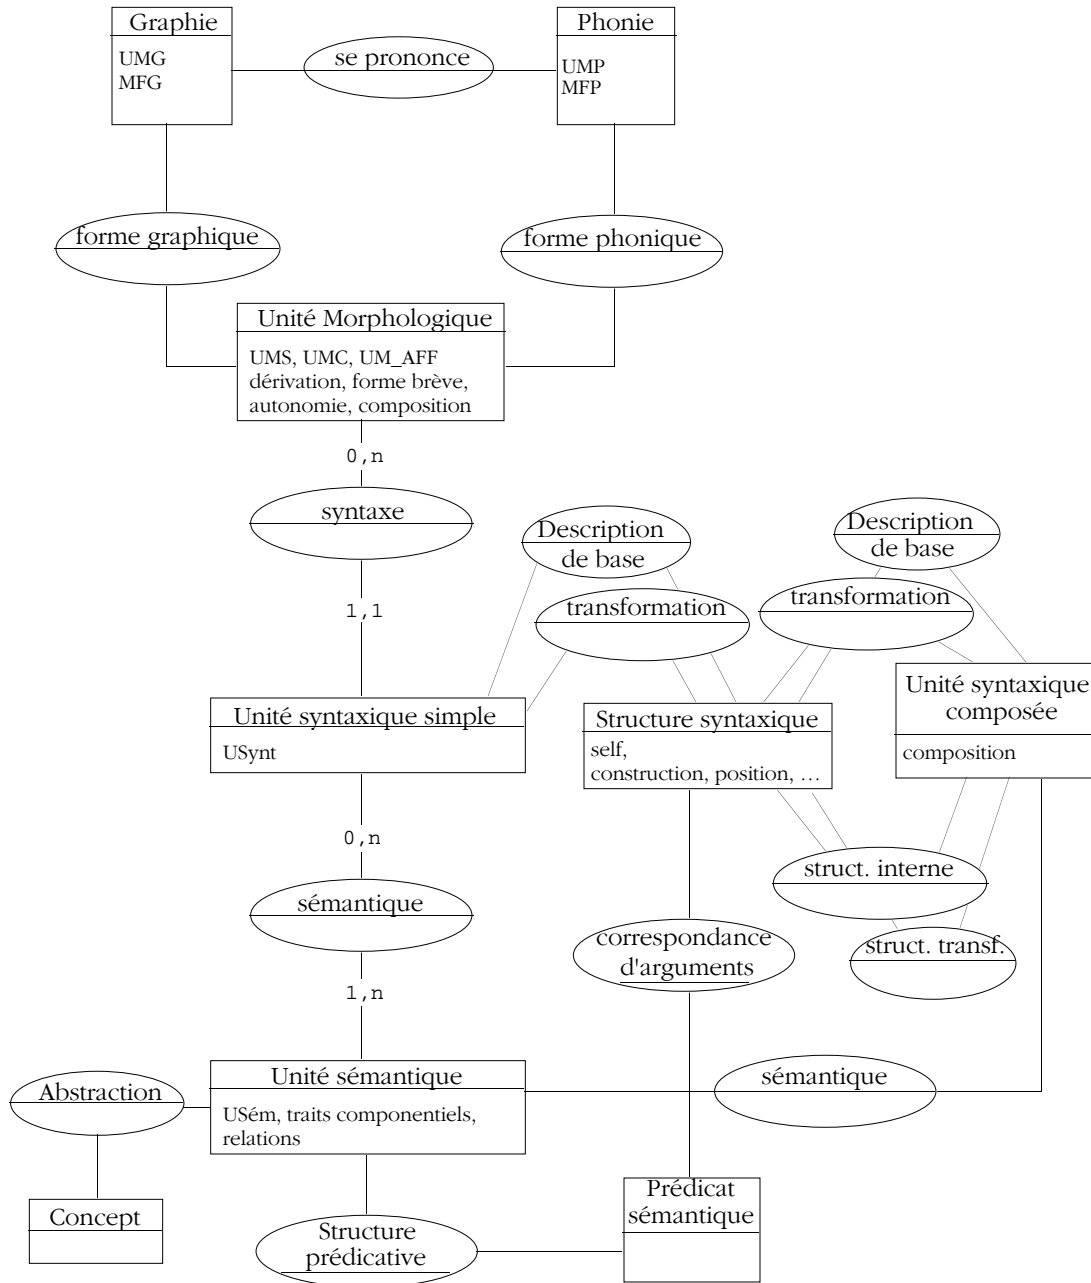 Graphie
Phonie
UMG
MFG
se prononce
UMP
MFP
forme graphique
forme phonique
Unité Morphologique
UMS, UMC, UM_AFF
dérivation, forme brève,
autonomie, composition
0,n
syntaxe
Description
de base
Description
de base
transformation
transformation
1,1
Unité syntaxique simple
USynt
Structure syntaxique
self,
construction, position, …
Unité syntaxique
composée
composition
0,n
struct. interne
sémantique
correspondance
d'arguments
struct. transf.
1,n
Unité sémantique
USém, traits componentiels,
relations
sémantique
Abstraction
Concept
Structure
prédicative
Prédicat
sémantique